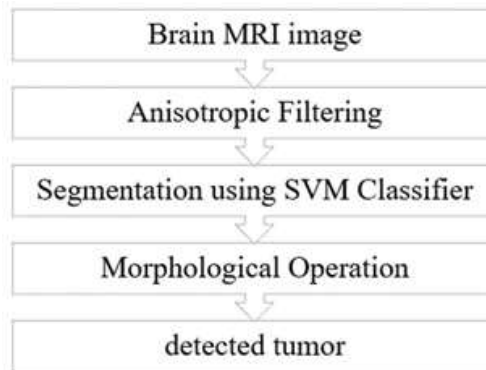 Brain MRI image
Anisotropic Filtering
Segmentation using SVM Classifier
Morphological Operation
detected tumor